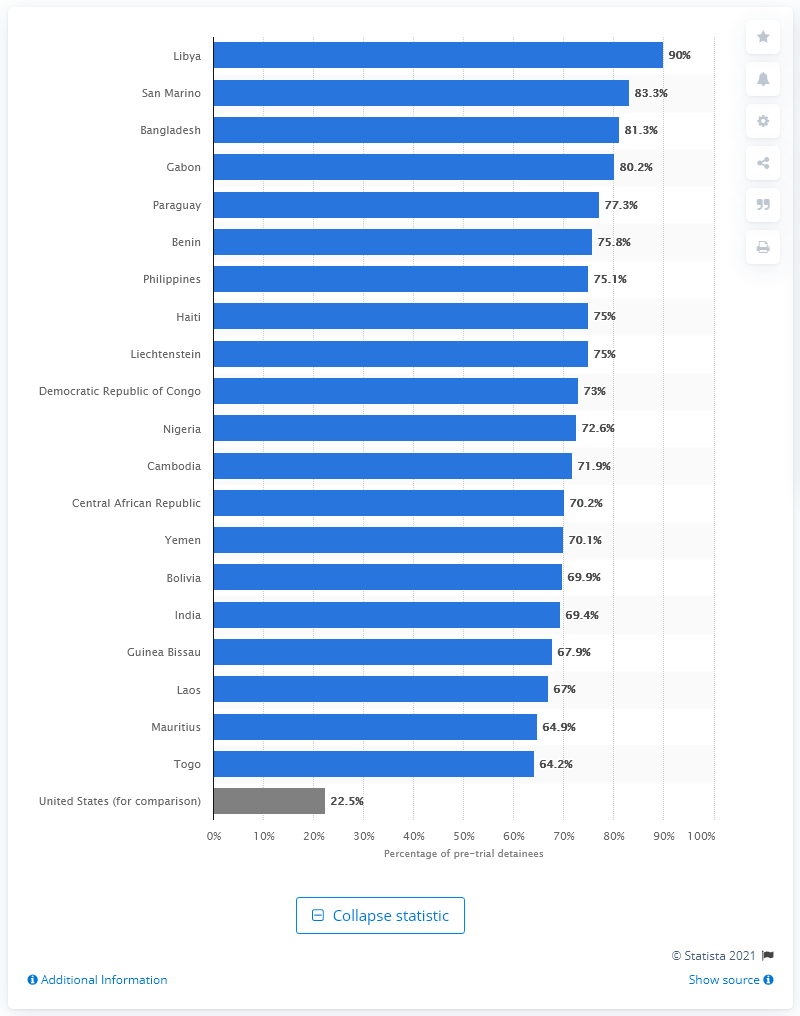 Libya 90%
San Marino 83.3%
Bangladesh 81.3%
Gabon 80.2%
Paraguay 77.3%
Benin 75.8%
Philippines 75.1%
Haiti 75%
Liechtenstein 75%
Democratic Republic of Congo 73%
Nigeria 72.6%
Cambodia 71.9%
Central African Republic 70.2%
Yemen 70.1%
Bolivia 69.9%
India 69.4%
Guinea Bissau 67.9%
Laos 67%
Mauritius 64.9%
Togo 64.2%
United States (for comparison) 22.5%
0% 10% 20% 30% 40% 50% 60% 70% 80% 90% 100%
Percentage of pre-trial detainees
Collapse statistic
© Statista 2021
Additional Information Show source